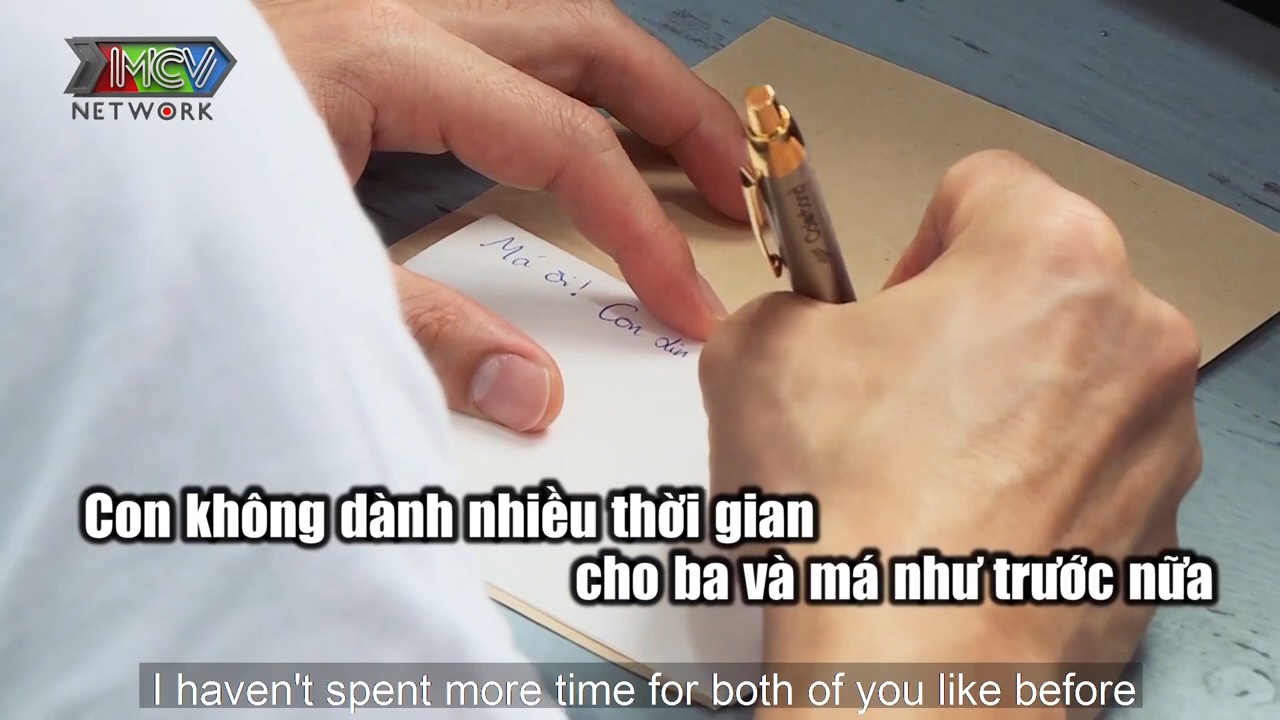 MCV
NETWORK
Má ơi! Con
Con không dành nhiều thời gian
cho ba và má như trước nữa
I haven't spent more time for both of you like before